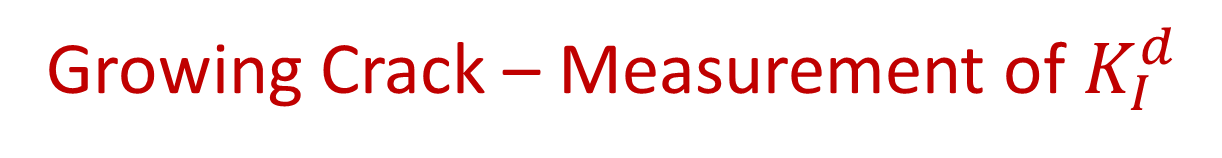 Growing Crack – Measurement of $K_I^d$